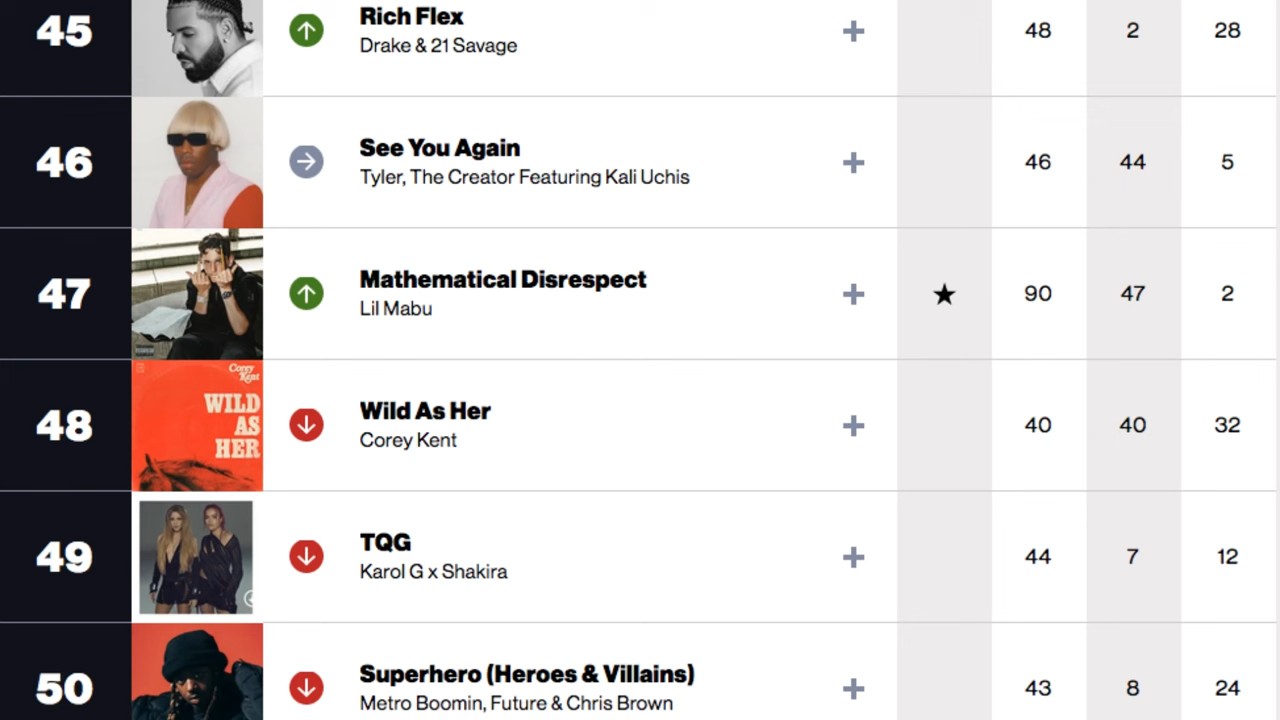 45
Rich Flex
Drake & 21 Savage
48 2 28
46
See You Again
Tyler, The Creator Featuring Kali Uchis
46 44 5
47
Mathematical Disrespect
Lil Mabu
90 47 2
48
Corey
Kent
WILD
AS
HER
Wild As Her
Corey Kent
40 40 32
49
TQG
Karol G x Shakira
44 7 12
50
Superhero (Heroes & Villains)
Metro Boomin, Future & Chris Brown
43 8 24